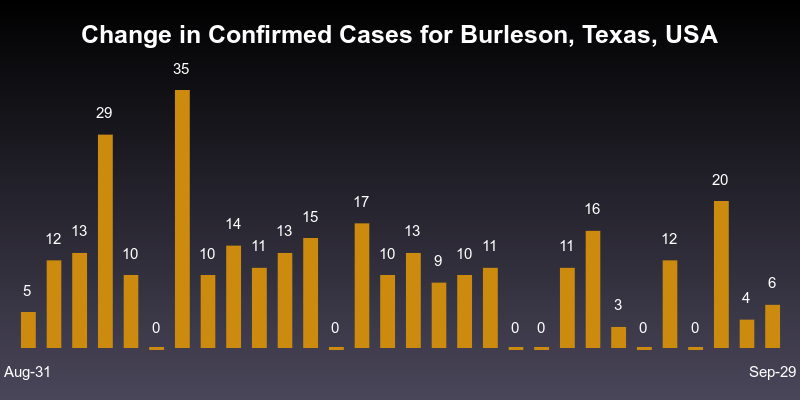 Change in Confirmed Cases for Burleson, Texas, USA
5 12 13 29 10 0 35 10 14 11 13 15 0 17 10 13 9 10 11 0 0 11 16 3 0 12 0 20 4 6
Aug-31 Sep-29